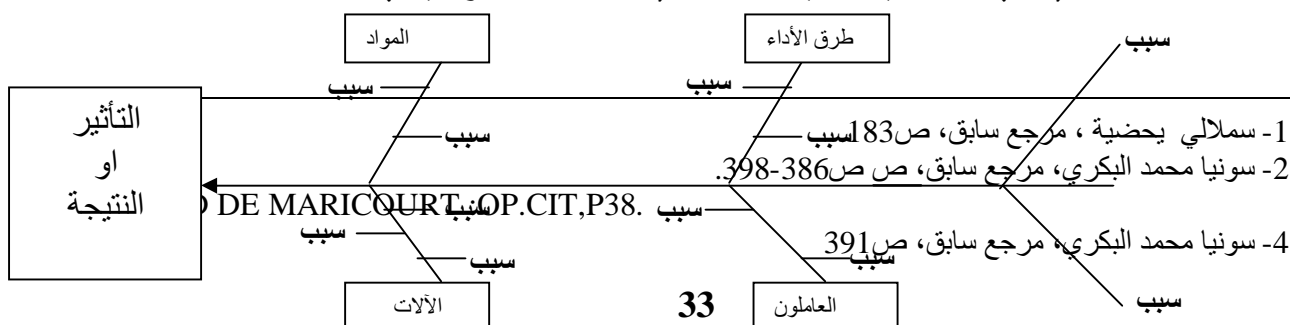 المواد
طرق الأداء
سبب
سبب
سبب
التأثير
او
النتيجة
سبب
سبب
1- سملالي يحضية ، مرجع سابق، ص183
2- سونيا محمد البكري، مرجع سابق، ص ص386-398.
DE MARICOURT, OP.CIT,P38.
سبب
سبب
سبب
4- سونيا محمد البكري، مرجع سابق، ص391
سبب
سبب
سبب
الآلات
العاملون
33